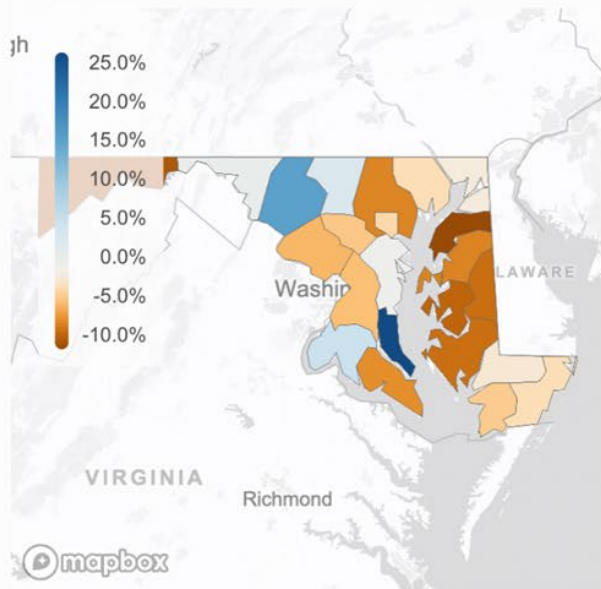 gh
25.0%
20.0%
15.0%
10.0%
5.0%
0.0%
-5.0%
-10.0%
LAWARE
Washin
VIRGINIA
Richmond
mapbox